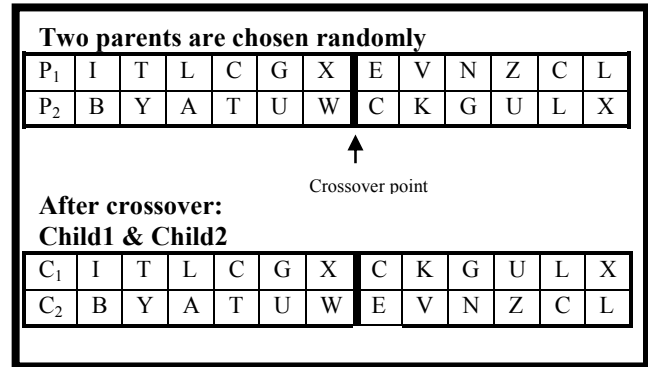 Two parents are chosen randomly
P₁ I T L C G X E V N Z C L
P₂ B Y A T U W C K G U L X
Crossover point
After crossover:
Child1 & Child2
C₁ I T L C G X C K G U L X
C₂ B Y A T U W E V N Z C L